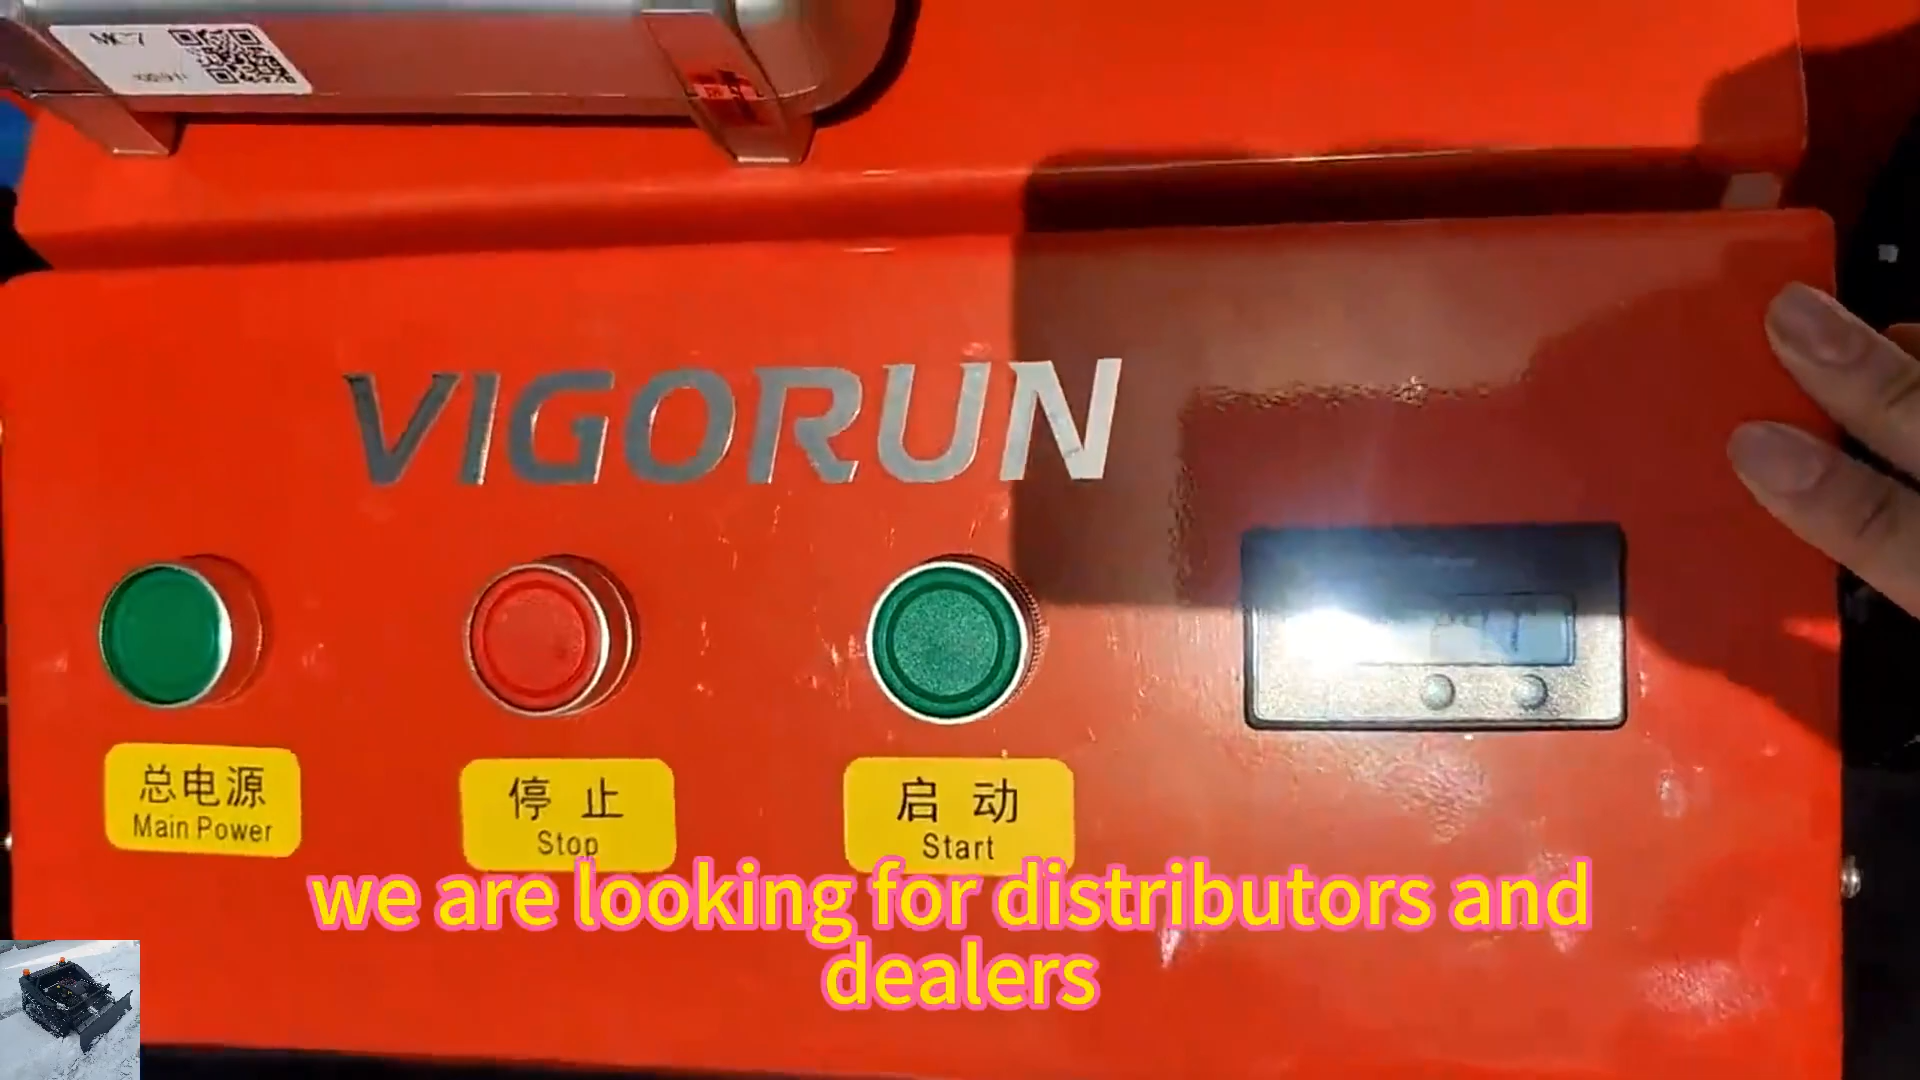 MC7
VIGORUN
总电源
Main Power
停止
Stop
启动
Start
we are looking for distributors and
dealers